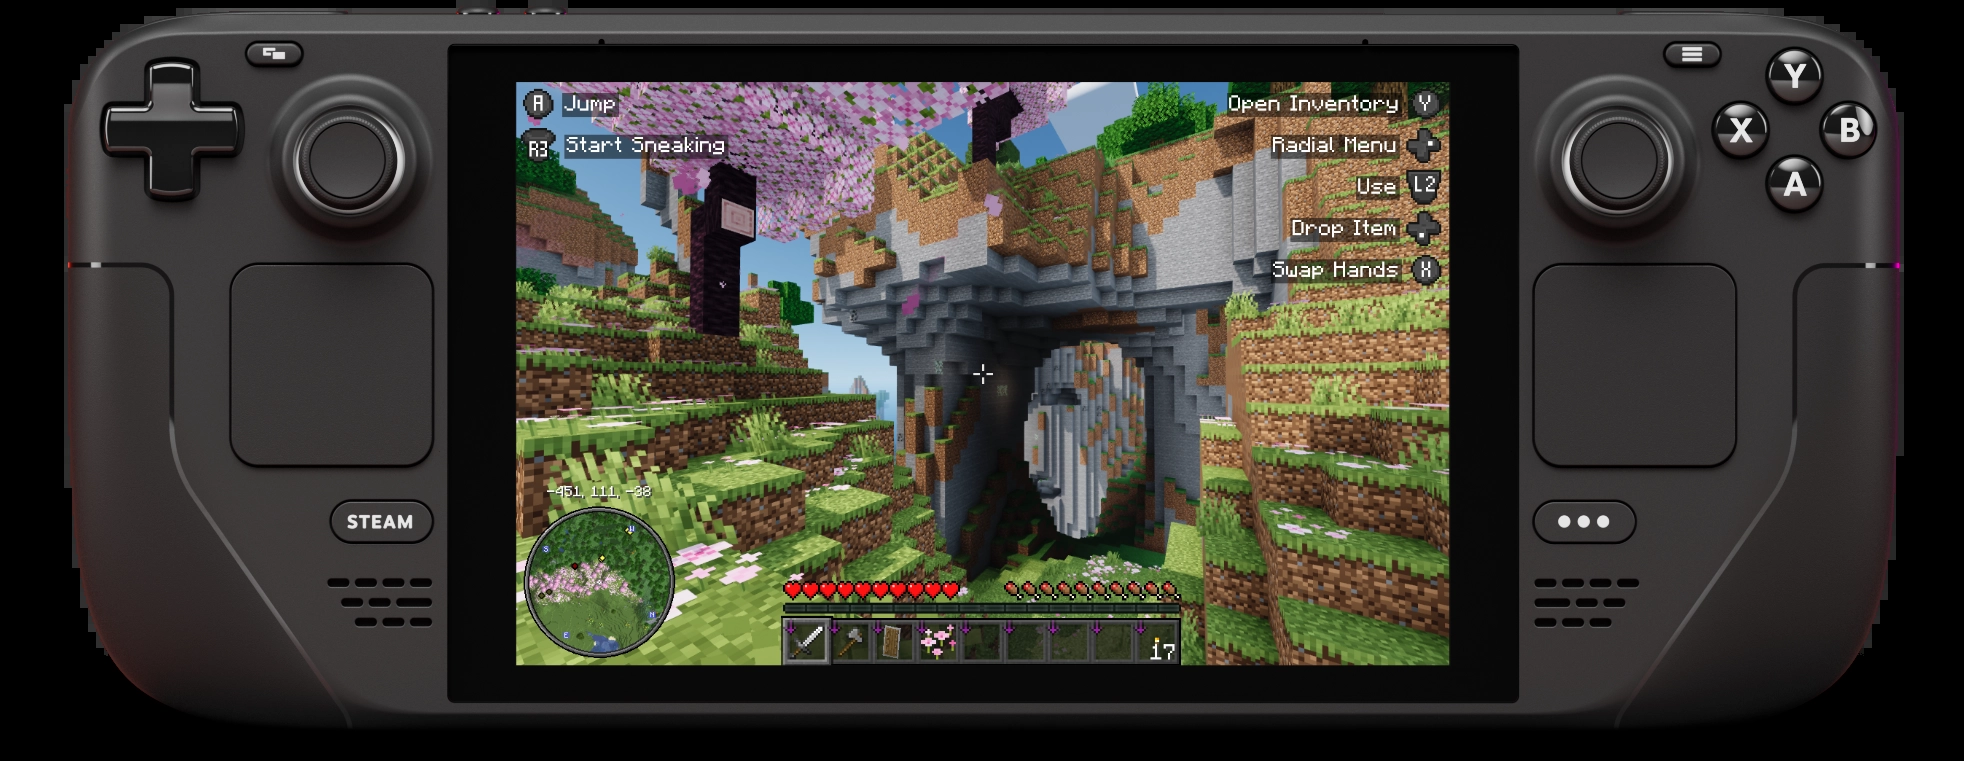 Y
X
B
A
STEAM
A Jump
R3 Start Sneaking
Open Inventory Y
Radial Menu
Use L2
Drop Item
Swap Hands X
-451, 111, -38
S
E
17